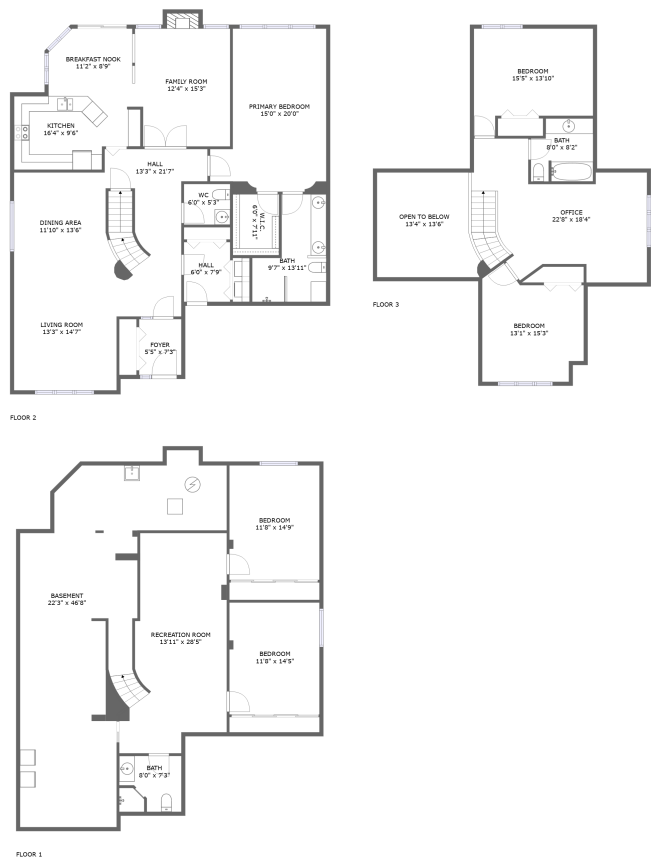 BREAKFAST NOOK
11'2" x 8'9"
FAMILY ROOM
12'4" x 15'3"
PRIMARY BEDROOM
15'0" x 20'0"
KITCHEN
16'4" x 9'6"
HALL
13'3" x 21'7"
WC
6'0" x 5'3"
W.I.C.
6'0" x 7'11"
DINING AREA
11'10" x 13'6"
HALL
6'0" x 7'9"
BATH
9'7" x 13'11"
LIVING ROOM
13'3" x 14'7"
FOYER
5'5" x 7'3"
FLOOR 2
BEDROOM
15'5" x 13'10"
BATH
8'0" x 8'2"
OPEN TO BELOW
13'4" x 13'6"
OFFICE
22'8" x 18'4"
BEDROOM
13'1" x 15'3"
FLOOR 3
BEDROOM
11'8" x 14'9"
BASEMENT
22'3" x 46'8"
RECREATION ROOM
13'11" x 28'5"
BEDROOM
11'8" x 14'5"
BATH
8'0" x 7'3"
FLOOR 1